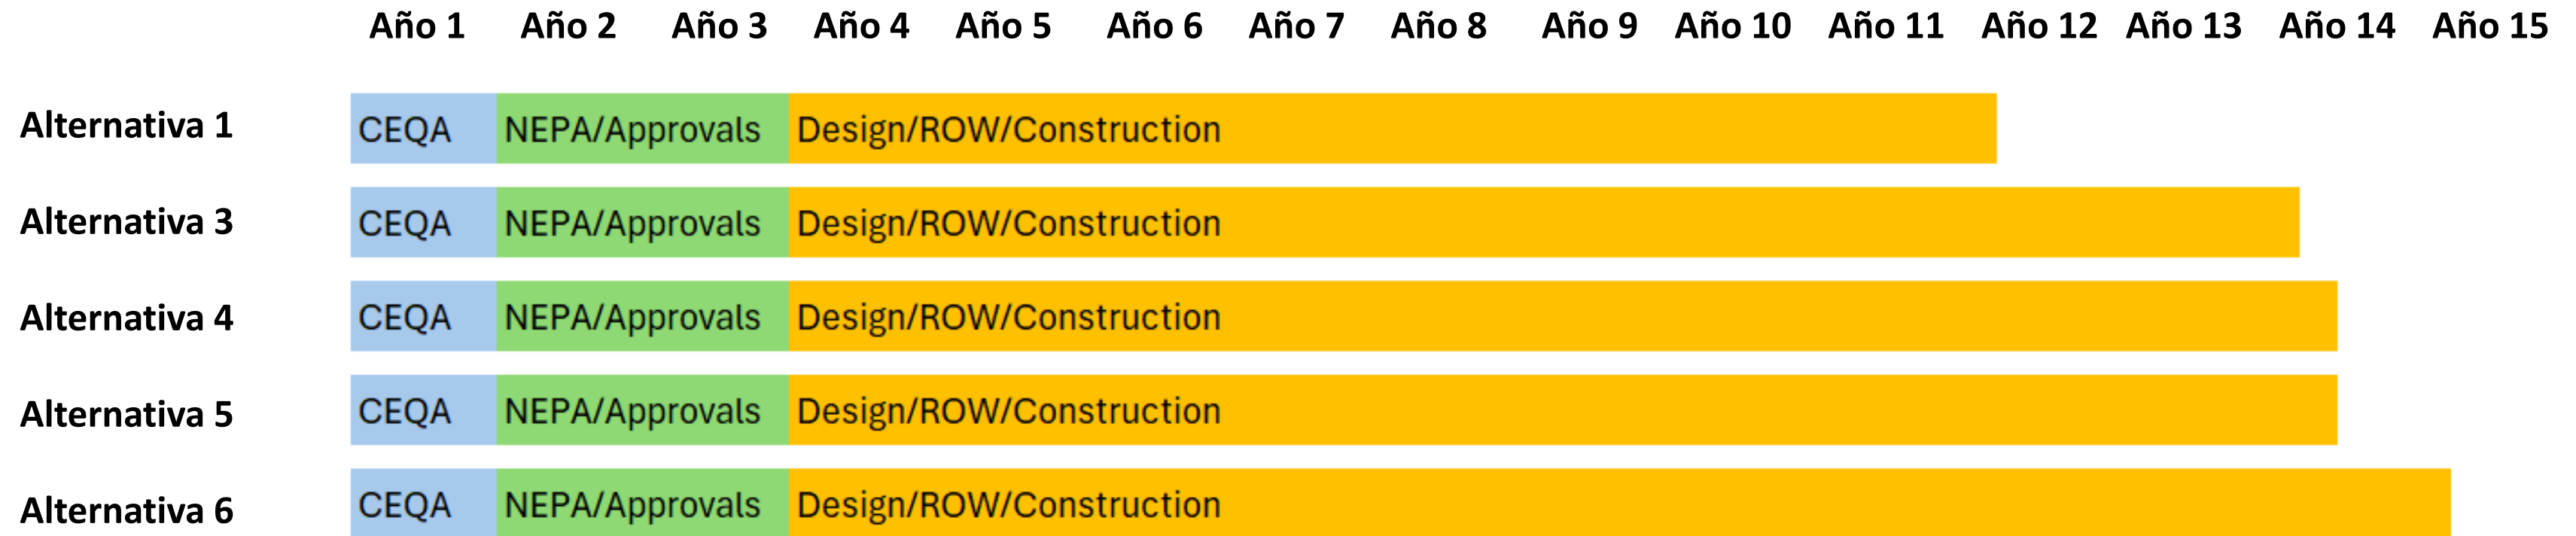 Año 1 Año 2 Año 3 Año 4 Año 5 Año 6 Año 7 Año 8 Año 9 Año 10 Año 11 Año 12 Año 13 Año 14 Año 15
Alternativa 1 CEQA NEPA/Approvals Design/ROW/Construction
Alternativa 3 CEQA NEPA/Approvals Design/ROW/Construction
Alternativa 4 CEQA NEPA/Approvals Design/ROW/Construction
Alternativa 5 CEQA NEPA/Approvals Design/ROW/Construction
Alternativa 6 CEQA NEPA/Approvals Design/ROW/Construction